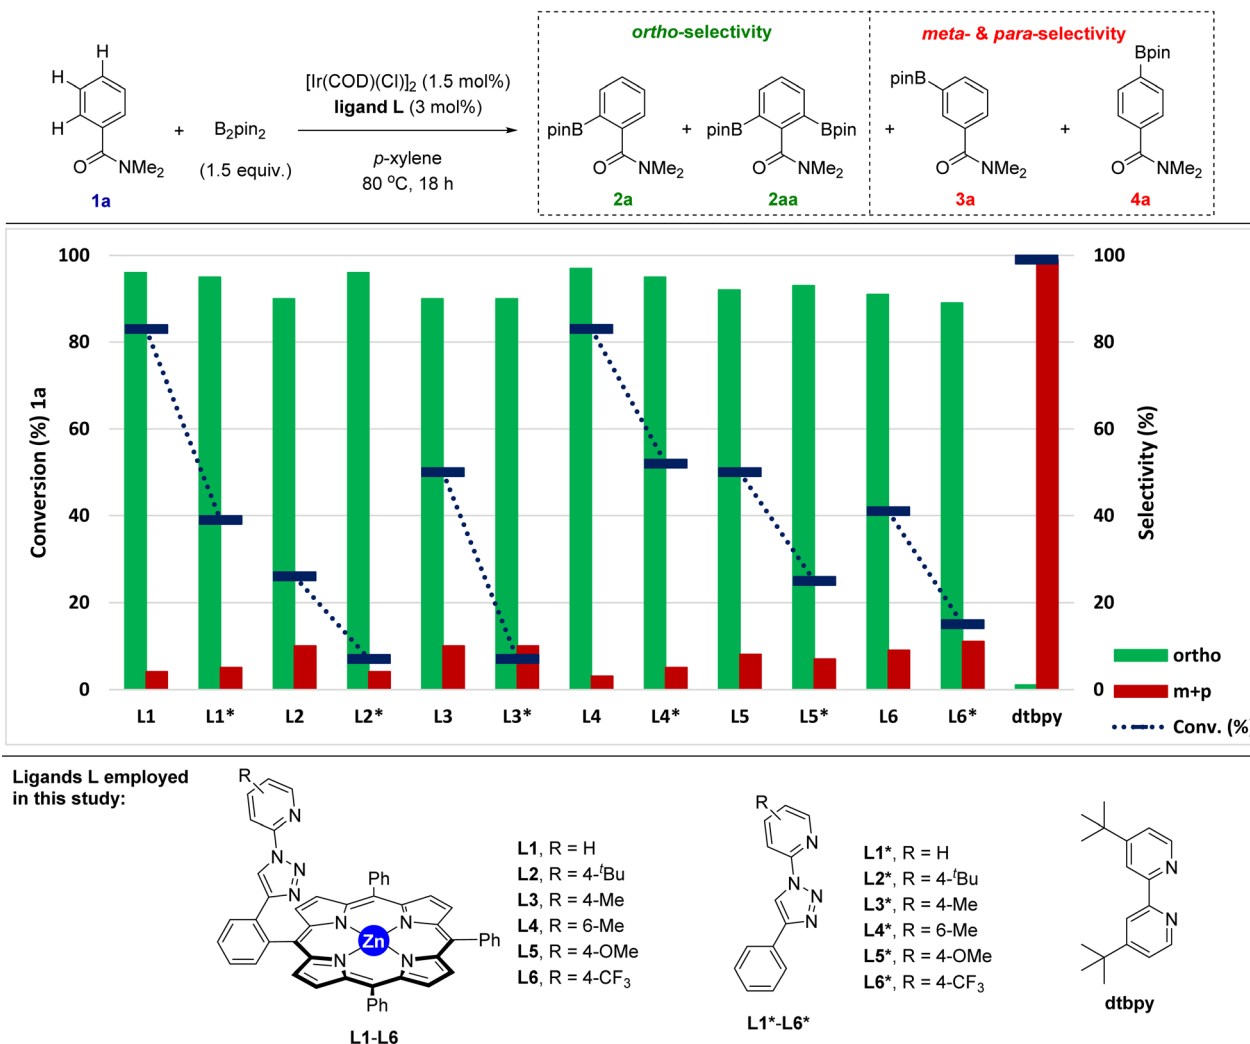 ortho-selectivity
meta- & para-selectivity
H
H
H
O
NMe2
1a
+
B2pin2
(1.5 equiv.)
[Ir(COD)(Cl)]2 (1.5 mol%)
ligand L (3 mol%)
p-xylene
80 oC, 18 h
pinB
O
NMe2
2a
+
pinB
Bpin
O
NMe2
2aa
+
pinB
O
NMe2
3a
+
Bpin
O
NMe2
4a
Conversion (%) 1a
100
80
60
40
20
0
100
80
60
40
20
0
Selectivity (%)
L1 L1* L2 L2* L3 L3* L4 L4* L5 L5* L6 L6* dtbpy
ortho
m+p
Conv. (%)
Ligands L employed
in this study:
R
N
N
N
N
Ph
N
N
Zn
Ph
N
N
Ph
L1-L6
L1, R = H
L2, R = 4-tBu
L3, R = 4-Me
L4, R = 6-Me
L5, R = 4-OMe
L6, R = 4-CF3
R
N
N
N
N
L1*-L6*
L1*, R = H
L2*, R = 4-tBu
L3*, R = 4-Me
L4*, R = 6-Me
L5*, R = 4-OMe
L6*, R = 4-CF3
N
N
dtbpy